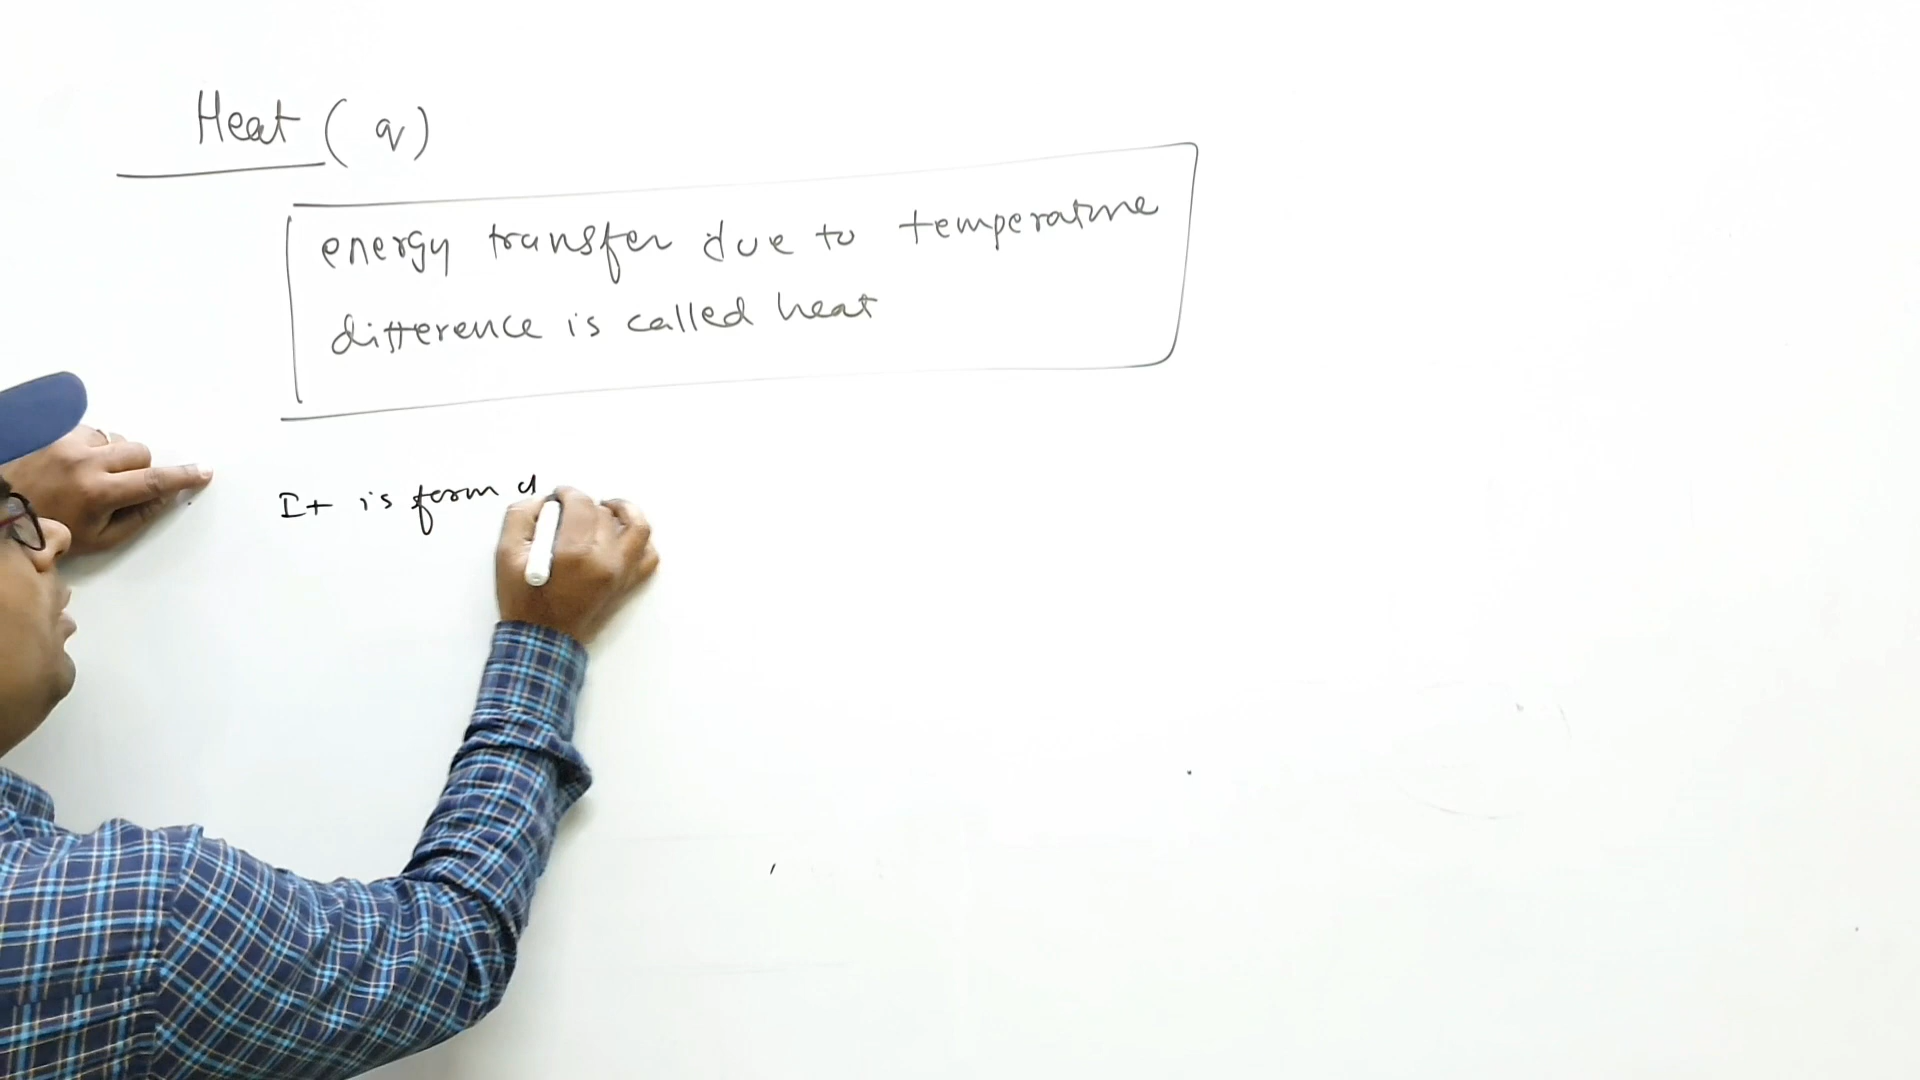 Heat (q)
energy transfer due to temperature
difference is called heat
It is form